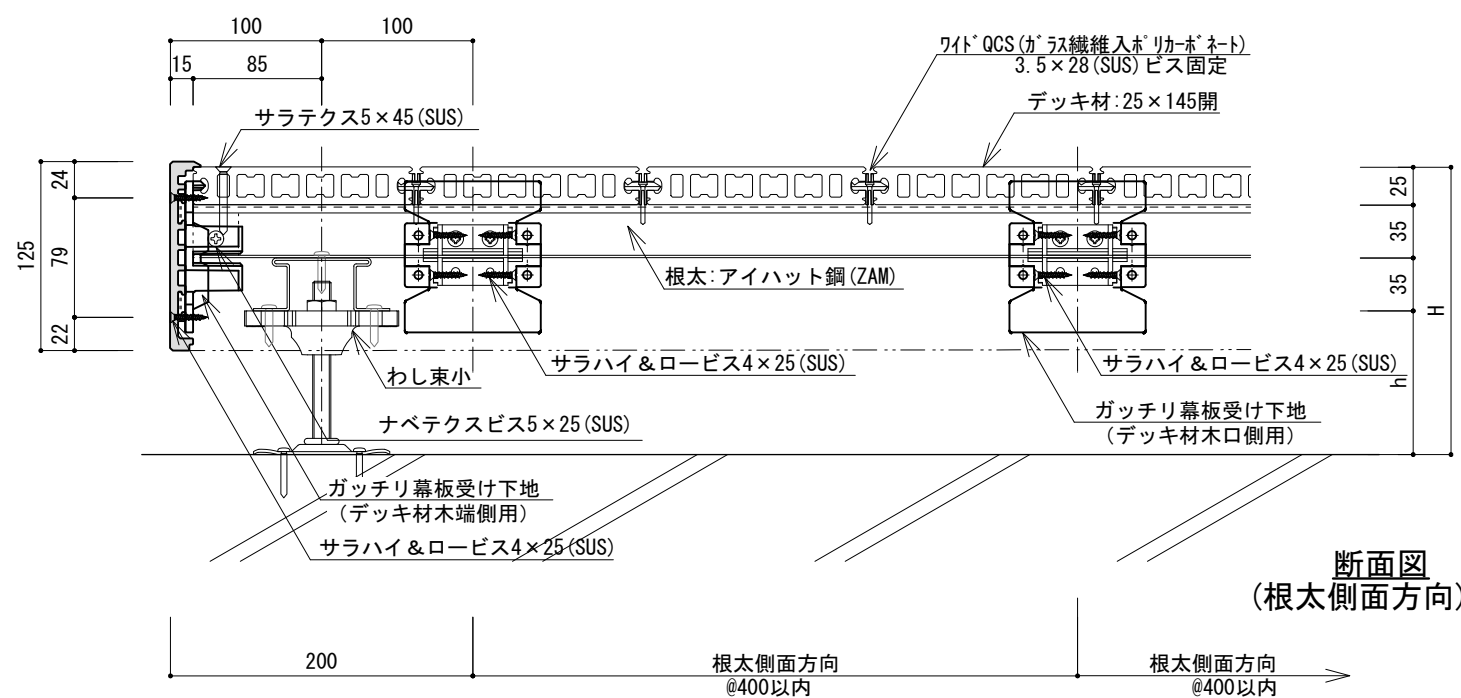 100
100
15
85
ﾜｲﾄﾞQCS(ｶﾞﾗｽ繊維入ﾎﾟﾘｶｰﾎﾞﾈｰﾄ)
3.5×28(SUS)ビス固定
デッキ材:25×145開
サラテクス5×45(SUS)
24
79
22
125
根太:アイハット鋼(ZAM)
25
35
35
H
h
サラハイ&ロービス4×25(SUS)
サラハイ&ロービス4×25(SUS)
わし束小
ガッチリ幕板受け下地
(デッキ材木口側用)
ナベテクスビス5×25(SUS)
ガッチリ幕板受け下地
(デッキ材木端側用)
サラハイ&ロービス4×25(SUS)
断面図
(根太側面方向)
200
根太側面方向
@400以内
根太側面方向
@400以内